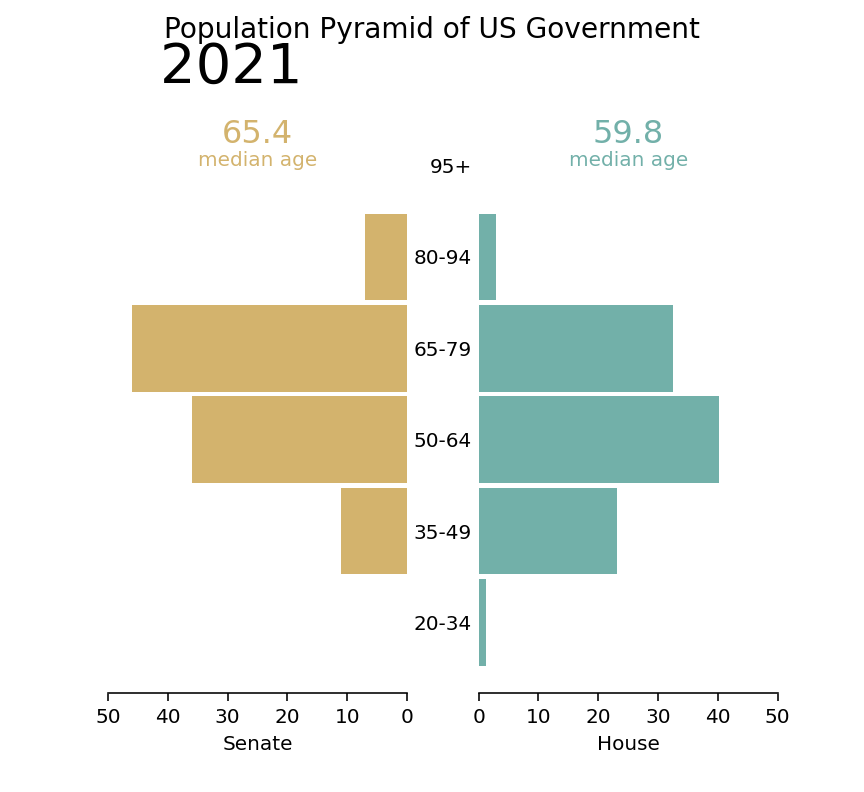 Population Pyramid of US Government
2021
65.4
median age
59.8
median age
95+
80-94
65-79
50-64
35-49
20-34
50 40 30 20 10 0
0 10 20 30 40 50
Senate
House